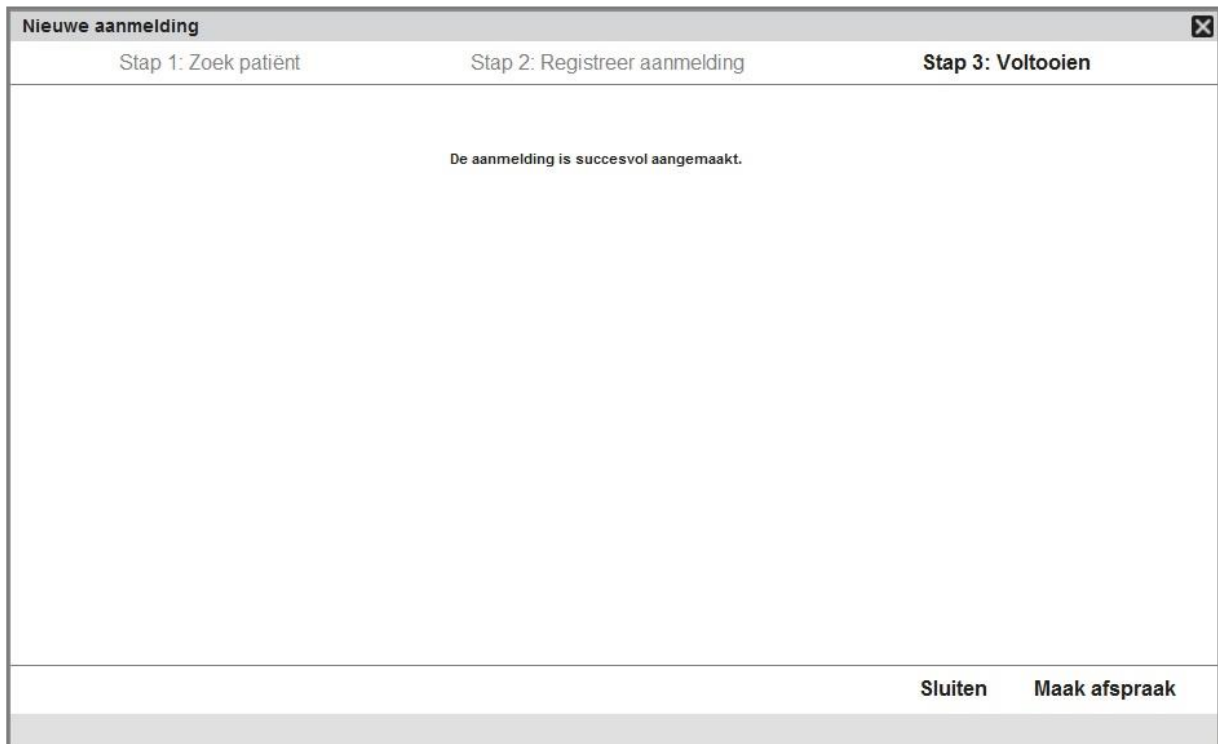 Nieuwe aanmelding
Stap 1: Zoek patiënt Stap 2: Registreer aanmelding Stap 3: Voltooien
De aanmelding is succesvol aangemaakt.
Sluiten Maak afspraak